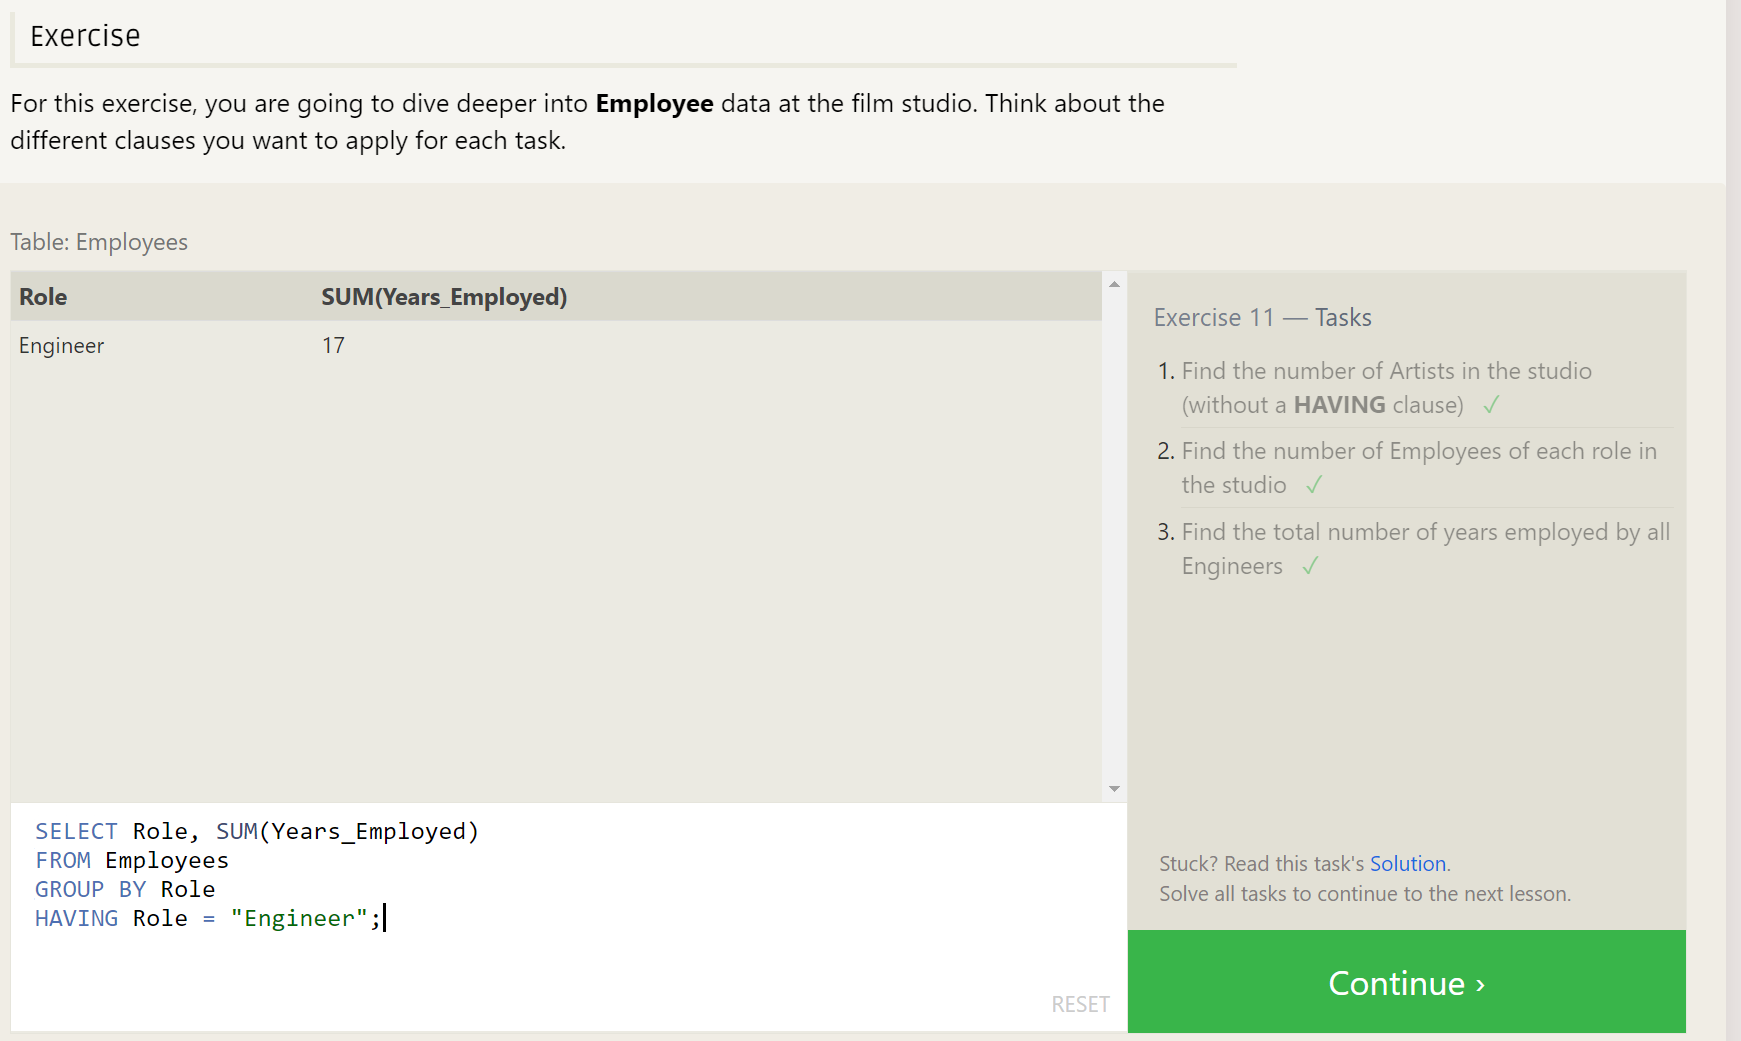 Exercise
For this exercise, you are going to dive deeper into Employee data at the film studio. Think about the
different clauses you want to apply for each task.
Table: Employees
Role SUM(Years_Employed)
Engineer 17
Exercise 11 — Tasks
1. Find the number of Artists in the studio
(without a HAVING clause) ✓
2. Find the number of Employees of each role in
the studio ✓
3. Find the total number of years employed by all
Engineers ✓
SELECT Role, SUM(Years_Employed)
FROM Employees
GROUP BY Role
HAVING Role = "Engineer";
RESET
Stuck? Read this task's Solution.
Solve all tasks to continue to the next lesson.
Continue ›